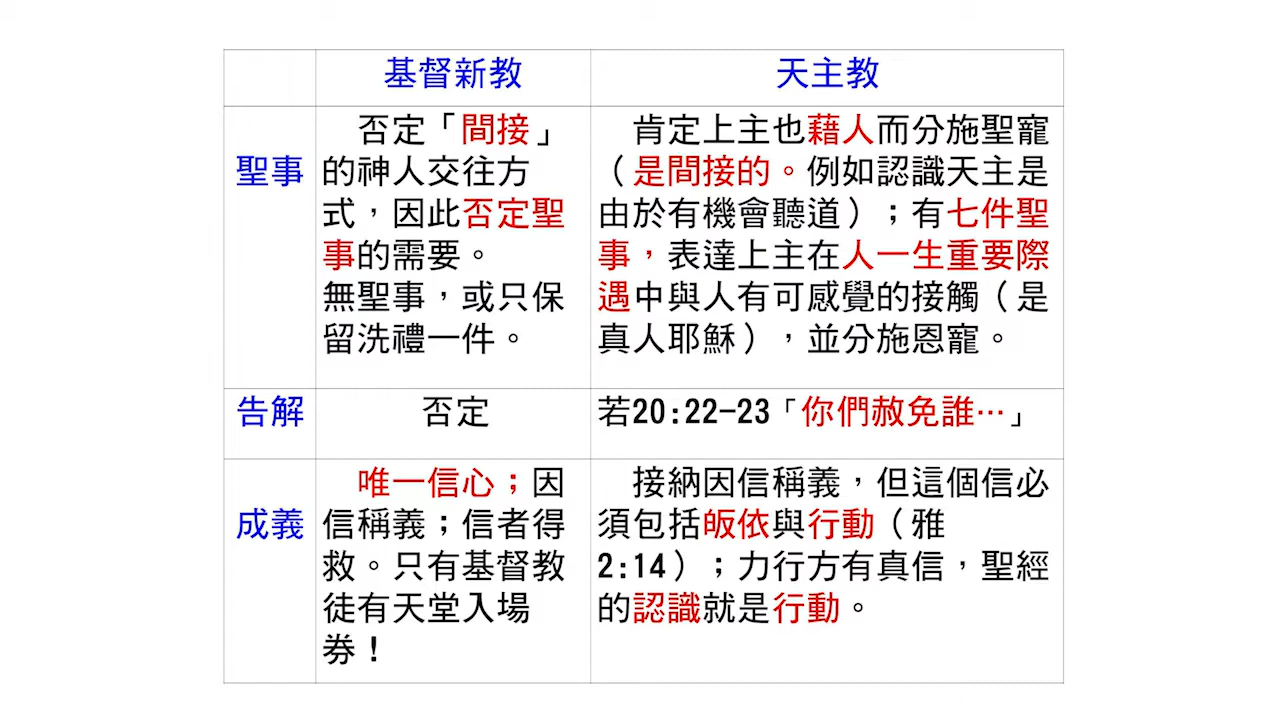 基督新教
天主教
聖事
否定「間接」
的神人交往方
式,因此否定聖
事的需要。
無聖事,或只保
留洗禮一件。
肯定上主也藉人而分施聖寵
(是間接的。例如認識天主是
由於有機會聽道);有七件聖
事,表達上主在人一生重要際
遇中與人有可感覺的接觸(是
真人耶穌),並分施恩寵。
告解
否定
若20:22-23「你們赦免誰…」
成義
唯一信心;因
信稱義;信者得
救。只有基督教
徒有天堂入場
券!
接納因信稱義,但這個信必
須包括皈依與行動(雅
2:14);力行方有真信,聖經
的認識就是行動。